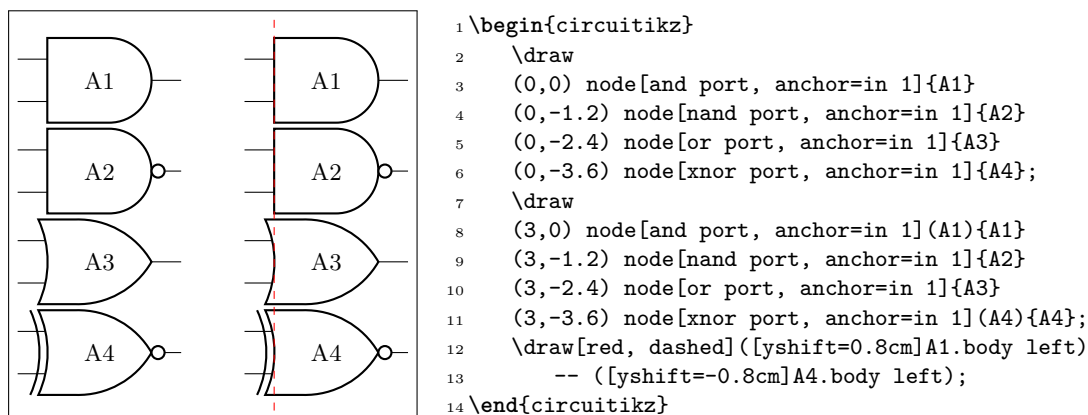 A1 A1
A2 A2
A3 A3
A4 A4
1 \begin{circuitikz}
2 \draw
3 (0,0) node[and port, anchor=in 1]{A1}
4 (0,-1.2) node[nand port, anchor=in 1]{A2}
5 (0,-2.4) node[or port, anchor=in 1]{A3}
6 (0,-3.6) node[xnor port, anchor=in 1]{A4};
7 \draw
8 (3,0) node[and port, anchor=in 1](A1){A1}
9 (3,-1.2) node[nand port, anchor=in 1]{A2}
10 (3,-2.4) node[or port, anchor=in 1]{A3}
11 (3,-3.6) node[xnor port, anchor=in 1](A4){A4};
12 \draw[red, dashed]([yshift=0.8cm]A1.body left)
13 -- ([yshift=-0.8cm]A4.body left);
14 \end{circuitikz}